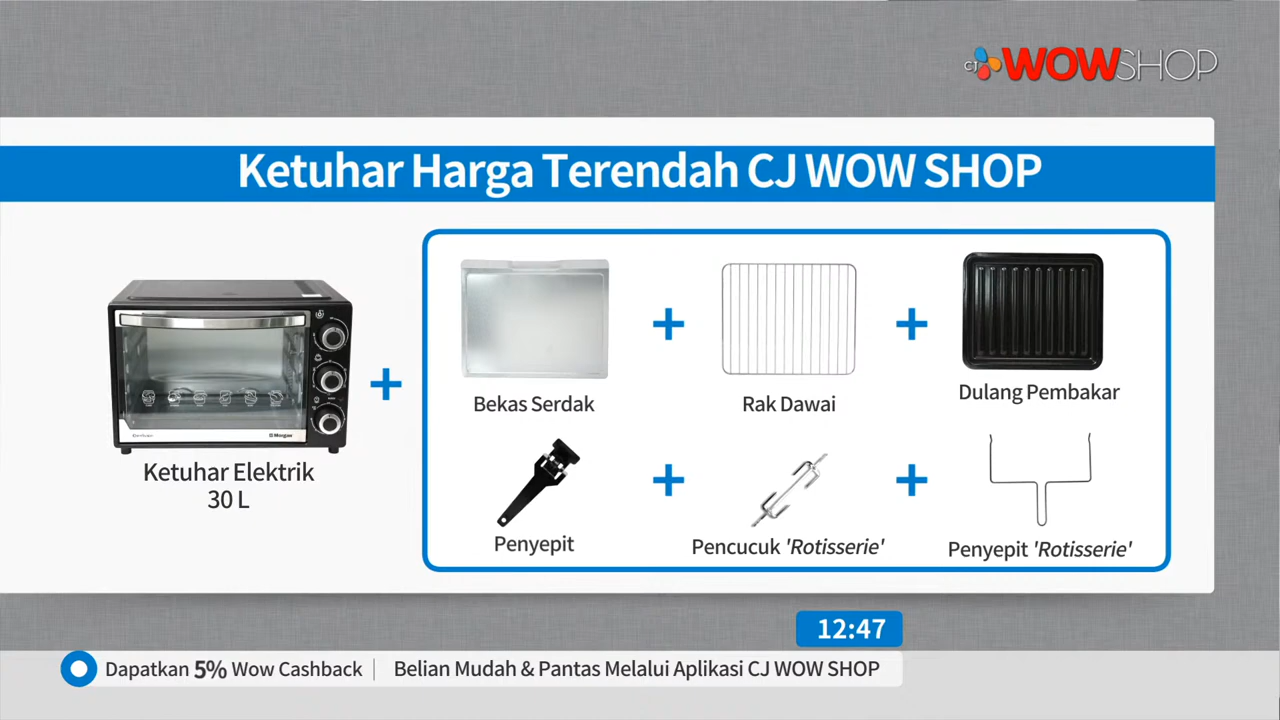 CJ WOWSHOP
Ketuhar Harga Terendah CJ WOW SHOP
Morgan
Ketuhar Elektrik
30 L
Bekas Serdak
Rak Dawai
Dulang Pembakar
Penyepit
Pencucuk 'Rotisserie'
Penyepit 'Rotisserie'
12:47
Dapatkan 5% Wow Cashback | Belian Mudah & Pantas Melalui Aplikasi CJ WOW SHOP